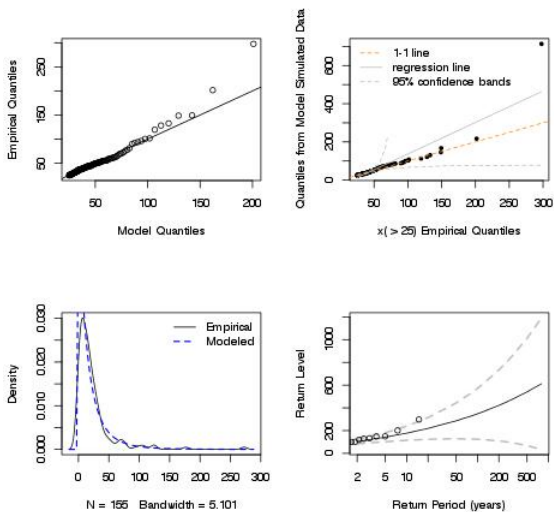 Empirical Quantiles
50
150
250
50
100
150
200
Model Quantiles
Quantiles from Model Simulated Data
0
200
400
600
1-1 line
regression line
95% confidence bands
50
100
150
200
250
300
x( > 25) Empirical Quantiles
Density
0.000
0.010
0.020
0.030
Empirical
Modeled
0
50
100
150
200
250
300
N = 155 Bandwidth = 5.101
Return Level
0
200
600
1200
2
5
10
50
200
500
Return Period (years)